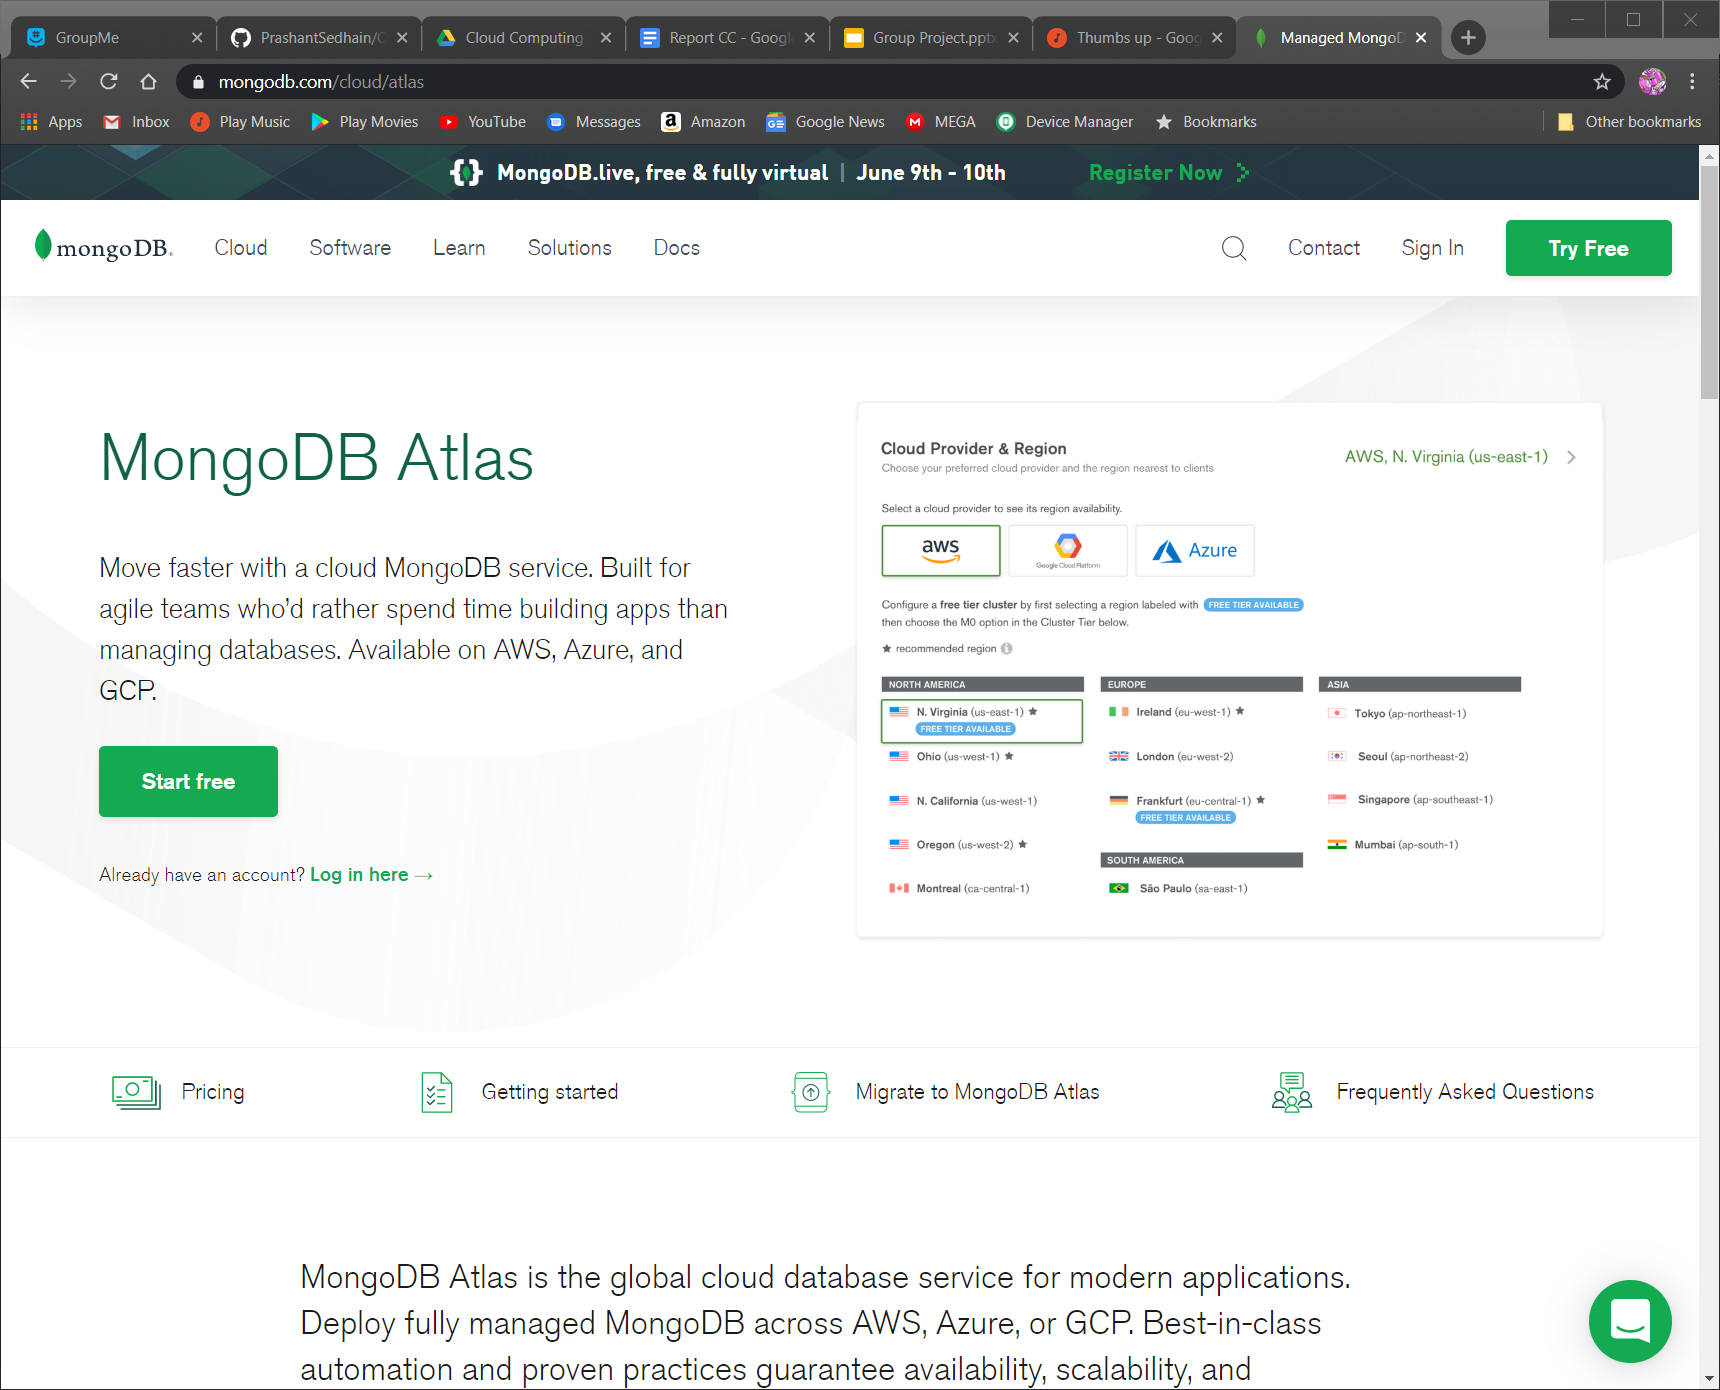 GroupMe
PrashantSedhain/C
Cloud Computing
Report CC - Googl
Group Project.pptx
Thumbs up - Goog
Managed MongoD
mongodb.com/cloud/atlas
Apps
Inbox
Play Music
Play Movies
YouTube
Messages
Amazon
Google News
MEGA
Device Manager
Bookmarks
Other bookmarks
MongoDB.live, free & fully virtual | June 9th - 10th
Register Now
mongoDB.
Cloud
Software
Learn
Solutions
Docs
Contact
Sign In
Try Free
MongoDB Atlas
Move faster with a cloud MongoDB service. Built for
agile teams who’d rather spend time building apps than
managing databases. Available on AWS, Azure, and
GCP.
Start free
Already have an account? Log in here →
Cloud Provider & Region
Choose your preferred cloud provider and the region nearest to clients
AWS, N. Virginia (us-east-1)
Select a cloud provider to see its region availability.
aws
Google Cloud Platform
Azure
Configure a free tier cluster by first selecting a region labeled with FREE TIER AVAILABLE
then choose the M0 option in the Cluster Tier below.
★ recommended region
NORTH AMERICA
N. Virginia (us-east-1) ★
FREE TIER AVAILABLE
Ohio (us-west-1) ★
N. California (us-west-1)
Oregon (us-west-2) ★
Montreal (ca-central-1)
EUROPE
Ireland (eu-west-1) ★
London (eu-west-2)
Frankfurt (eu-central-1) ★
FREE TIER AVAILABLE
SOUTH AMERICA
São Paulo (sa-east-1)
ASIA
Tokyo (ap-northeast-1)
Seoul (ap-northeast-2)
Singapore (ap-southeast-1)
Mumbai (ap-south-1)
Pricing
Getting started
Migrate to MongoDB Atlas
Frequently Asked Questions
MongoDB Atlas is the global cloud database service for modern applications.
Deploy fully managed MongoDB across AWS, Azure, or GCP. Best-in-class
automation and proven practices guarantee availability, scalability, and